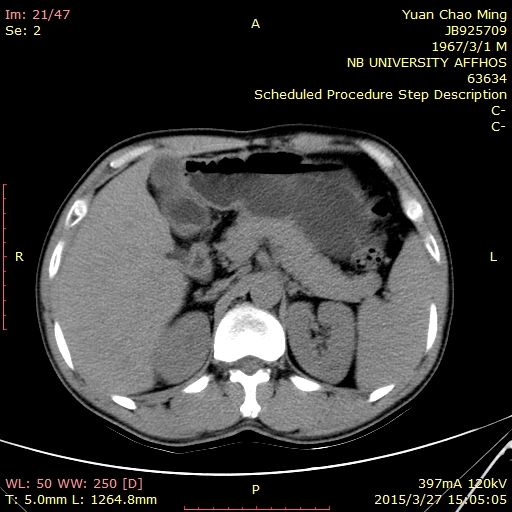 Im: 21/47
Se: 2
A
Yuan Chao Ming
JB925709
1967/3/1 M
NB UNIVERSITY AFFHOS
63634
Scheduled Procedure Step Description
C-
C-
R
L
WL: 50 WW: 250 [D]
T: 5.0mm L: 1264.8mm
P
397mA 120kV
2015/3/27 15:05:05